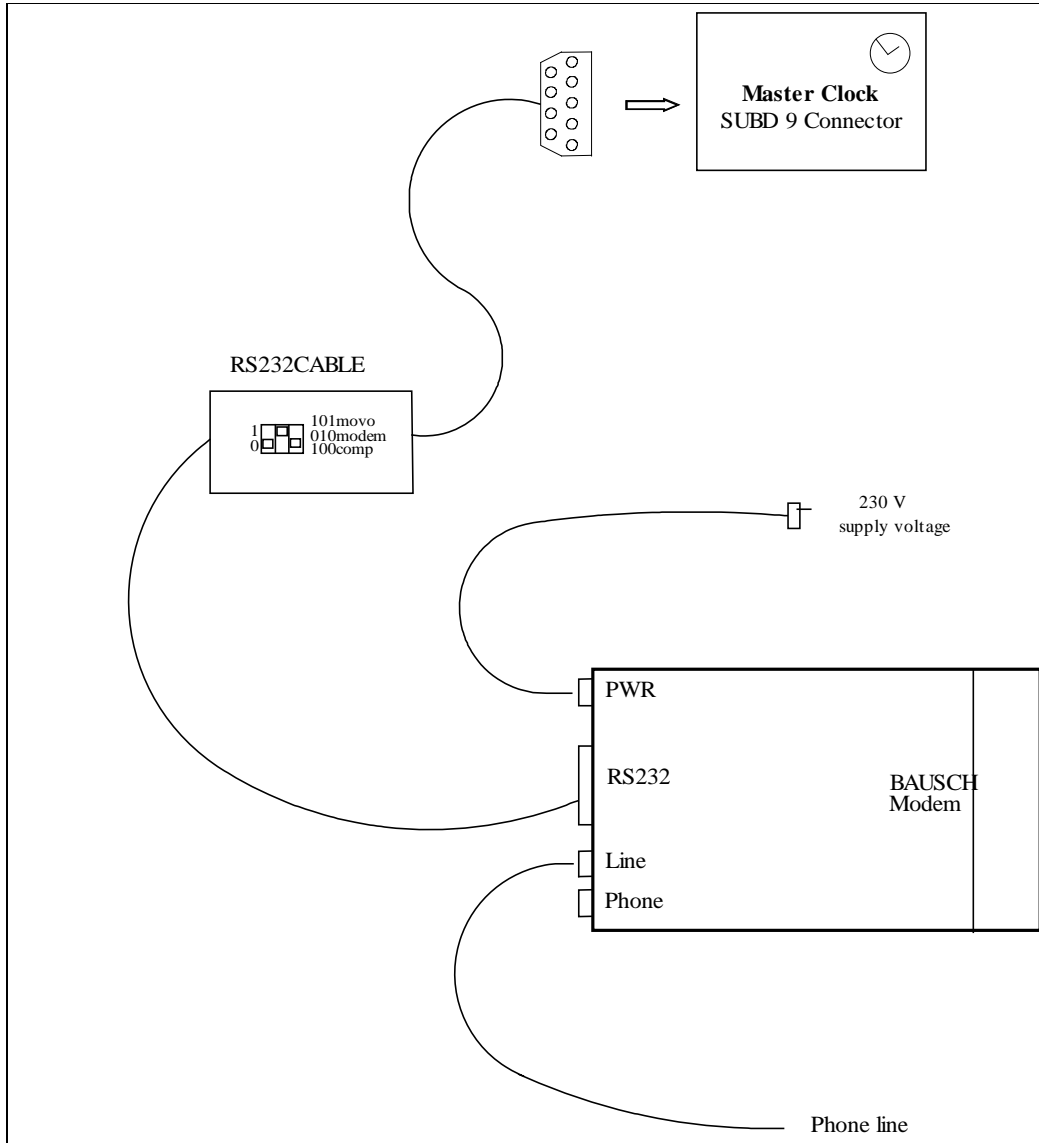 Master Clock
SUBD 9 Connector
RS232CABLE
1
0
101movo
010modem
100comp
230 V
supply voltage
PWR
RS232
BAUSCH
Modem
Line
Phone
Phone line